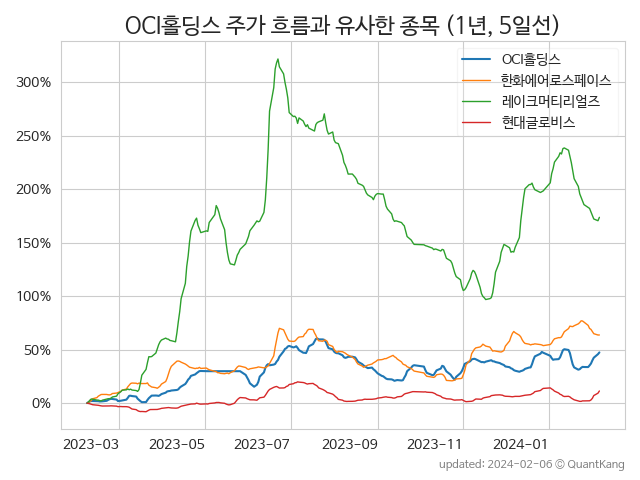 OCI홀딩스 주가 흐름과 유사한 종목 (1년, 5일선)
OCI홀딩스
한화에어로스페이스
레이크머티리얼즈
현대글로비스
300%
250%
200%
150%
100%
50%
0%
2023-03 2023-05 2023-07 2023-09 2023-11 2024-01
updated: 2024-02-06 © QuantKang